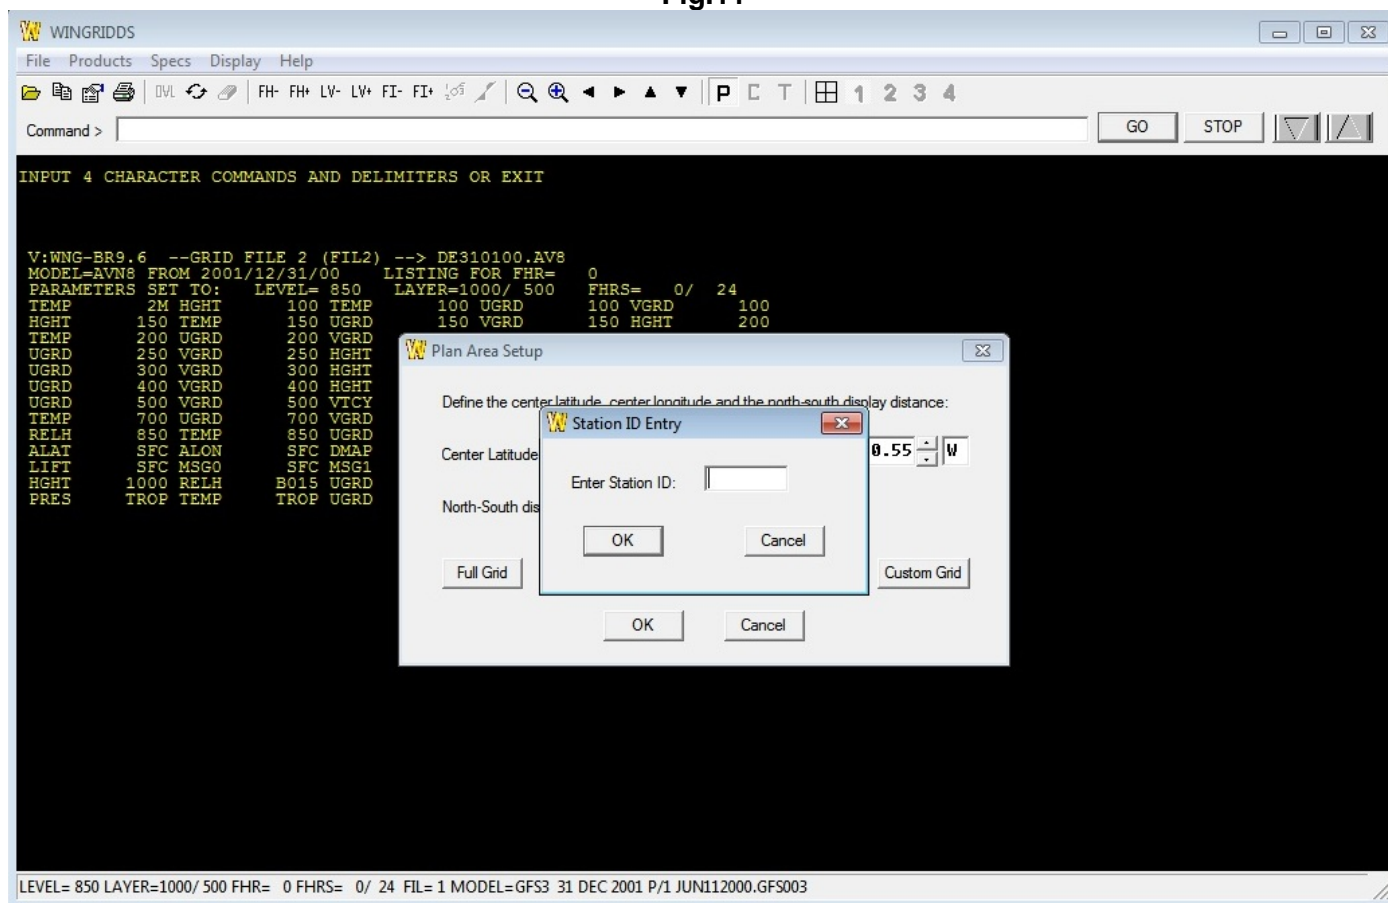 WINGRIDDS
File Products Specs Display Help
OVL FH- FH+ LV- LV+ FI- FI+ P C T 1 2 3 4
Command > GO STOP
INPUT 4 CHARACTER COMMANDS AND DELIMITERS OR EXIT
V:WNG-BR9.6 --GRID FILE 2 (FIL2) --> DE310100.AV8
MODEL=AVN8 FROM 2001/12/31/00 LISTING FOR FHR= 0
PARAMETERS SET TO: LEVEL= 850 LAYER=1000/ 500 FHRS= 0/ 24
TEMP 2M HGHT 100 TEMP 100 UGRD 100 VGRD 100
HGHT 150 TEMP 150 UGRD 150 VGRD 150 HGHT 200
TEMP 200 UGRD 200 VGRD
UGRD 250 VGRD 250 HGHT
UGRD 300 VGRD 300 HGHT
UGRD 400 VGRD 400 HGHT
UGRD 500 VGRD 500 VTCY
TEMP 700 UGRD 700 VGRD
RELH 850 TEMP 850 UGRD
ALAT SFC ALON SFC DMAP
LIFT SFC MSG0 SFC MSG1
HGHT 1000 RELH B015 UGRD
PRES TROP TEMP TROP UGRD
Plan Area Setup
Define the center latitude, center longitude and the north-south display distance:
Station ID Entry
Center Latitude 0.55 W
Enter Station ID:
North-South dis
OK Cancel
Full Grid Custom Grid
OK Cancel
LEVEL= 850 LAYER=1000/ 500 FHR= 0 FHRS= 0/ 24 FIL= 1 MODEL=GFS3 31 DEC 2001 P/1 JUN112000.GFS003